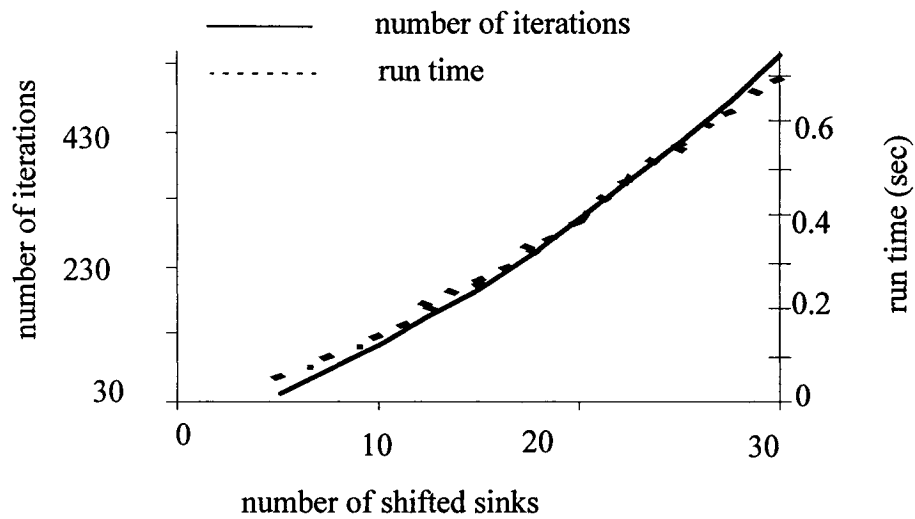 number of iterations
run time
number of iterations
430
230
30
0.6
0.4
0.2
0
run time (sec)
0
10
20
30
number of shifted sinks